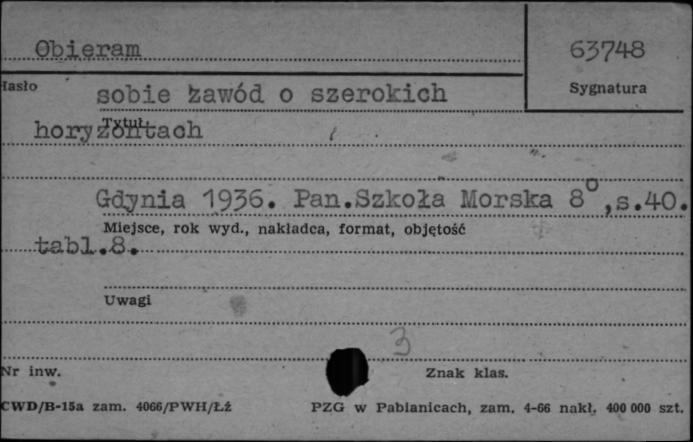 Obieram
63748
Hasło
Sygnatura
sobie zawód o szerokich
Tytuł
horyzontach
Gdynia 1936. Pan.Szkoła Morska 8°,s.40.
Miejsce, rok wyd., nakładca, format, objętość
tabl.8.
Uwagi
3
Nr inw.
Znak klas.
CWD/B-15a zam. 4066/PWH/Łż
PZG w Pabianicach, zam. 4-66 nakł. 400 000 szt.